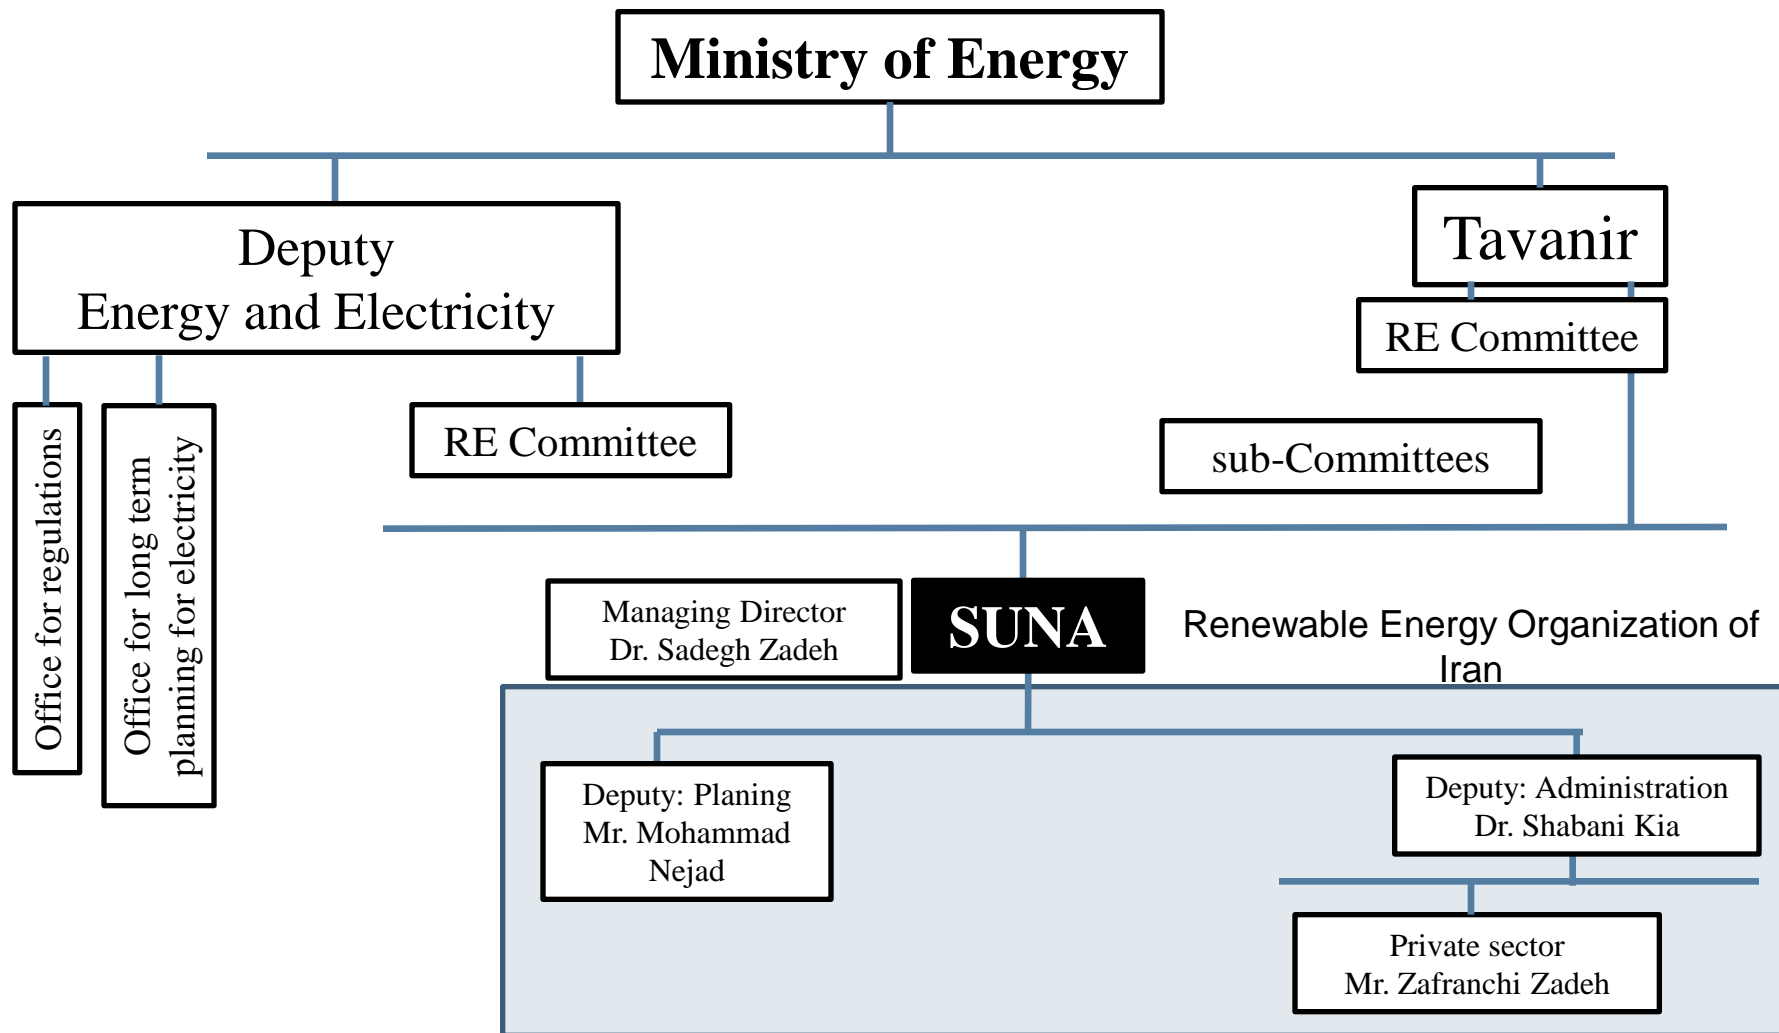 Ministry of Energy
Deputy
Energy and Electricity
Tavanir
RE Committee
Office for regulations
Office for long term
planning for electricity
RE Committee
sub-Committees
Managing Director
Dr. Sadegh Zadeh
SUNA
Renewable Energy Organization of
Iran
Deputy: Planing
Mr. Mohammad
Nejad
Deputy: Administration
Dr. Shabani Kia
Private sector
Mr. Zafranchi Zadeh